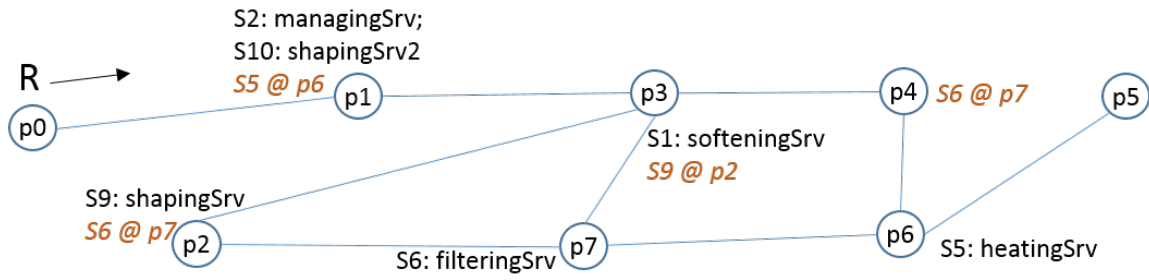 S2: managingSrv;
S10: shapingSrv2
S5 @ p6
R
p0
p1
p3
p4
S6 @ p7
p5
S1: softeningSrv
S9 @ p2
S9: shapingSrv
S6 @ p7
p2
S6: filteringSrv
p7
p6
S5: heatingSrv